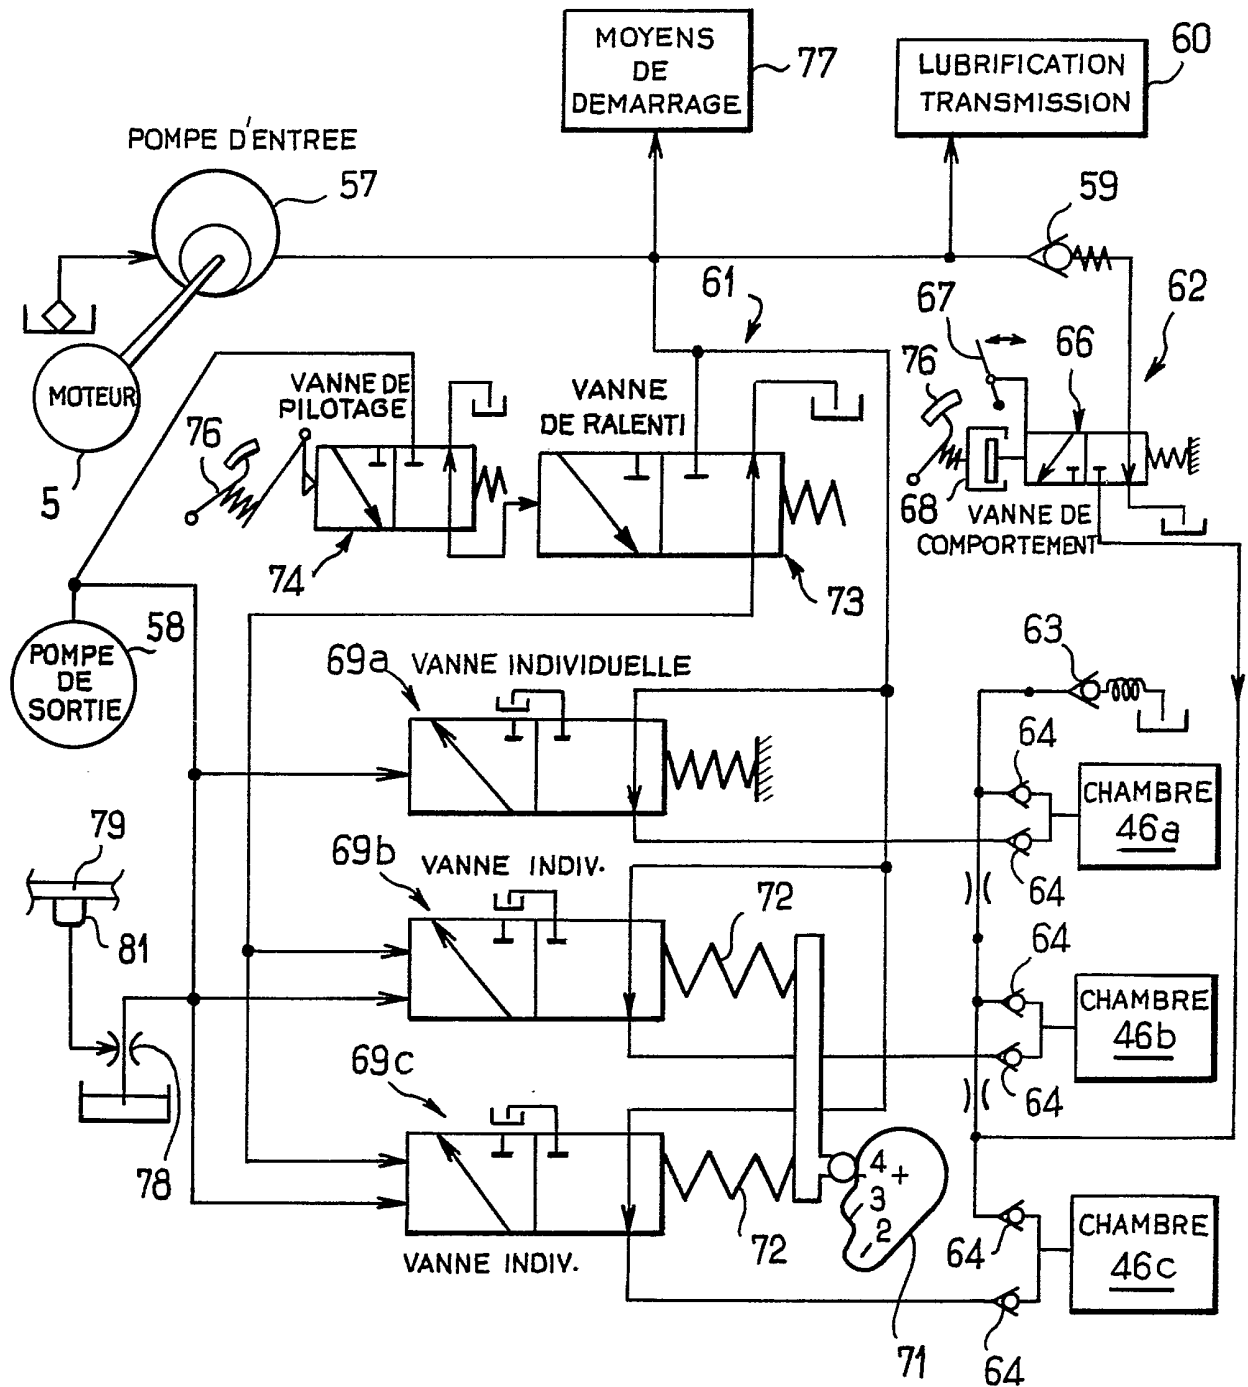 MOYENS
DE
DEMARRAGE
77
LUBRIFICATION
TRANSMISSION
60
POMPE D'ENTREE
57
59
61
62
67
66
76
MOTEUR
5
VANNE DE
PILOTAGE
76
VANNE
DE RALENTI
68
VANNE DE
COMPORTEMENT
74
73
58
POMPE
DE
SORTIE
69a
VANNE INDIVIDUELLE
63
64
CHAMBRE
46a
64
79
81
69b
VANNE INDIV.
72
64
CHAMBRE
46b
64
78
69c
VANNE INDIV.
72
4
3
2
71
64
CHAMBRE
46c
64